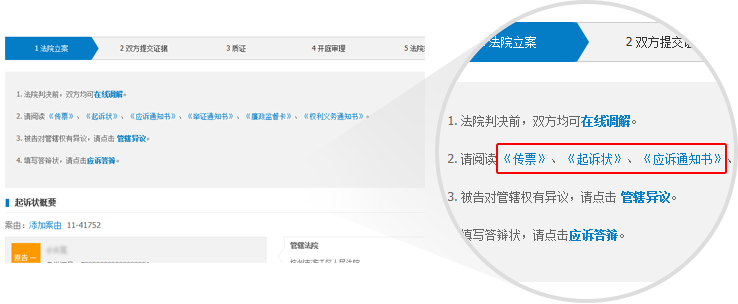 1 法院立案 2 双方提交证据 3 质证 4 开庭审理 5 法院
1. 法院判决前，双方均可在线调解。
2. 请阅读《传票》、《起诉状》、《应诉通知书》、《举证通知书》、《廉政监督卡》、《权利义务通知书》。
3. 被告对管辖权有异议，请点击 管辖异议。
4. 填写答辩状，请点击应诉答辩。
起诉状概要
案由：添加案由 11-41752
原告一
管辖法院
1 法院立案 2 双方提交证
1. 法院判决前，双方均可在线调解。
2. 请阅读《传票》、《起诉状》、《应诉通知书》、
3. 被告对管辖权有异议，请点击 管辖异议。
填写答辩状，请点击应诉答辩。